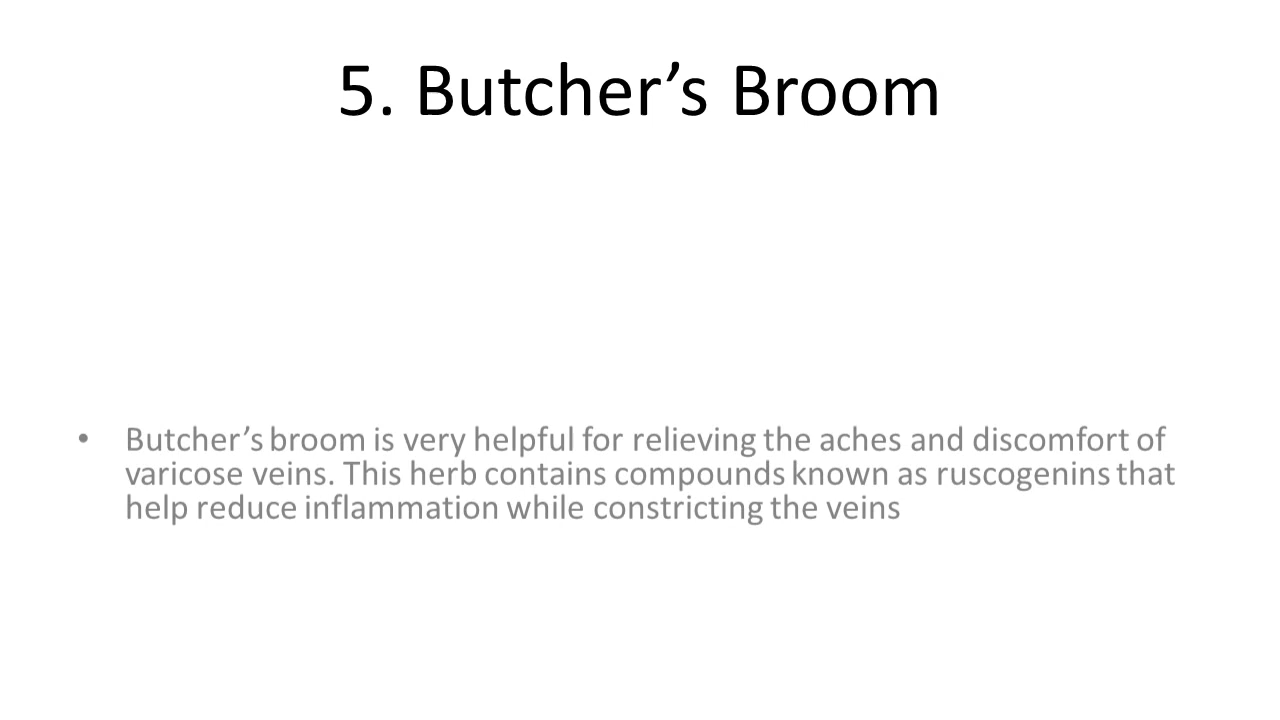 5. Butcher’s Broom
• Butcher’s broom is very helpful for relieving the aches and discomfort of
varicose veins. This herb contains compounds known as ruscogenins that
help reduce inflammation while constricting the veins